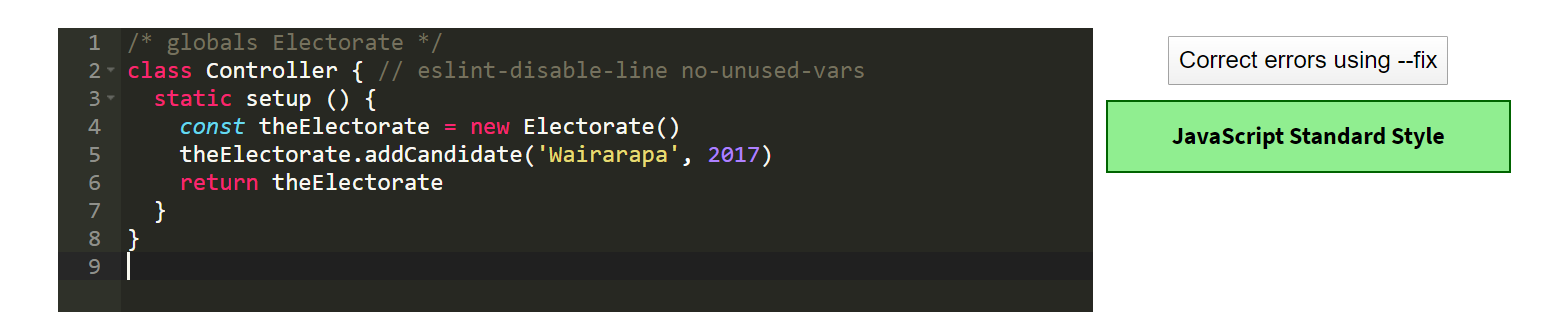 1 /* globals Electorate */
2 class Controller { // eslint-disable-line no-unused-vars
3   static setup () {
4     const theElectorate = new Electorate()
5     theElectorate.addCandidate('Wairarapa', 2017)
6     return theElectorate
7   }
8 }
9
Correct errors using --fix
JavaScript Standard Style